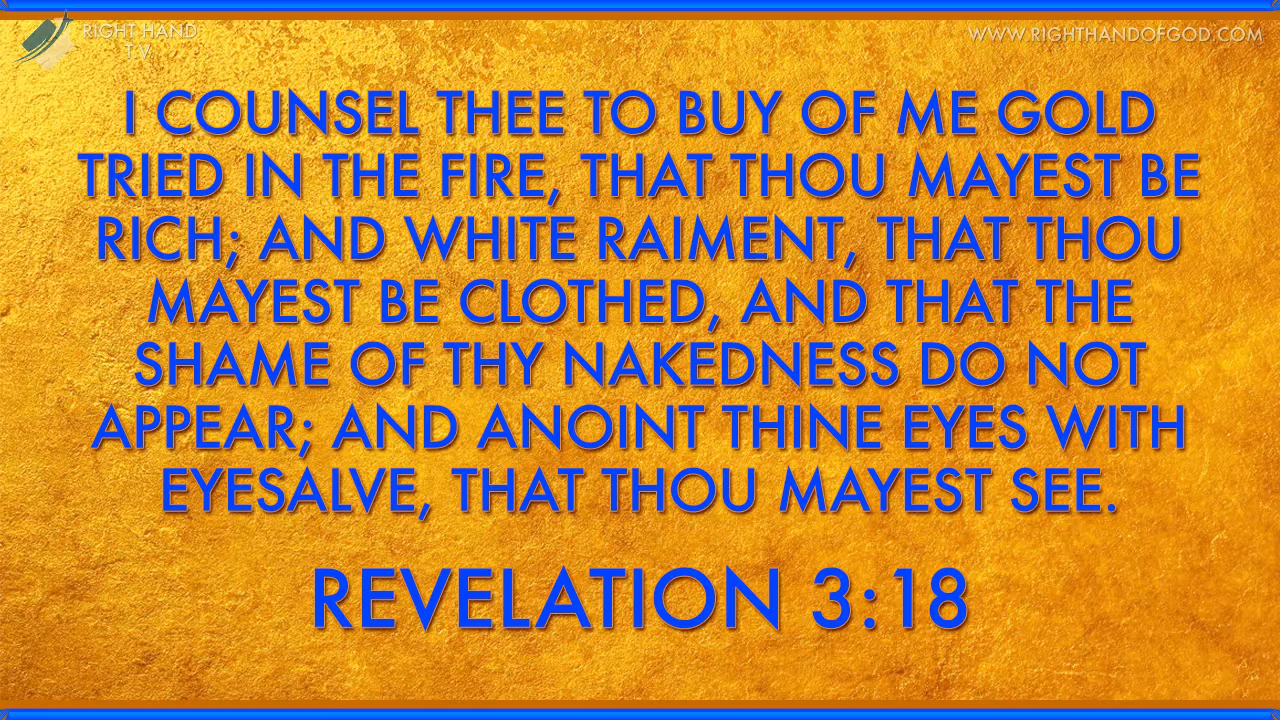 RIGHT HAND
TV
WWW.RIGHTHANDOFGOD.COM
I COUNSEL THEE TO BUY OF ME GOLD
TRIED IN THE FIRE, THAT THOU MAYEST BE
RICH; AND WHITE RAIMENT, THAT THOU
MAYEST BE CLOTHED, AND THAT THE
SHAME OF THY NAKEDNESS DO NOT
APPEAR; AND ANOINT THINE EYES WITH
EYESALVE, THAT THOU MAYEST SEE.
REVELATION 3:18